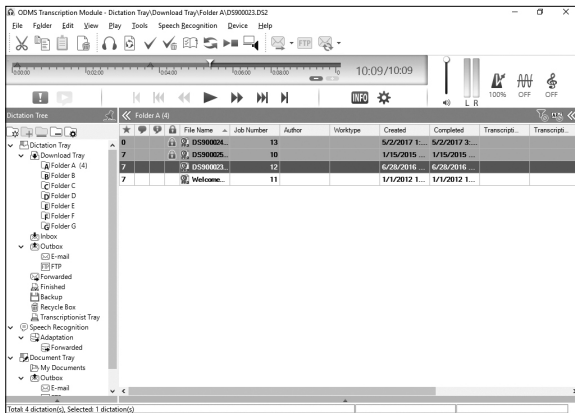 ODMS Transcription Module - Dictation Tray\Download Tray\Folder A\DS900023.DS2
File Folder Edit View Play Tools Speech Recognition Device Help
FTP
0:00:00 0:02:00 0:04:00 0:06:00 0:08:00
10:09/10:09
INFO
L R
100% OFF OFF
Dictation Tree
Folder A (4)
File Name Job Number Author Worktype Created Completed Transcripti... Transcripti...
0 DS900024... 13 5/2/2017 1:... 5/2/2017 3:...
7 DS900025... 10 1/15/2015 ... 1/15/2015 ...
7 DS900023... 12 6/28/2016 ... 6/28/2016 ...
7 Welcome... 11 1/1/2012 1... 1/1/2012 1...
Dictation Tray
Download Tray
A Folder A (4)
B Folder B
C Folder C
D Folder D
E Folder E
F Folder F
G Folder G
Inbox
Outbox
E-mail
FTP FTP
Forwarded
Finished
Backup
Recycle Box
Transcriptionist Tray
Speech Recognition
Adaptation
Forwarded
Document Tray
My Documents
Outbox
E-mail
Total: 4 dictation(s), Selected: 1 dictation(s)